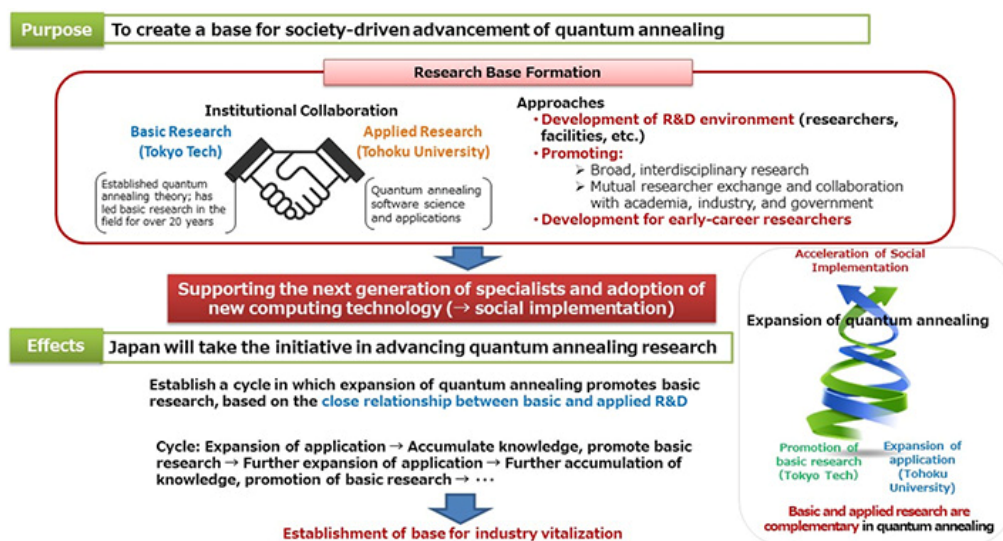 Purpose
To create a base for society-driven advancement of quantum annealing
Research Base Formation
Institutional Collaboration
Basic Research
(Tokyo Tech)
Applied Research
(Tohoku University)
Established quantum
annealing theory; has
led basic research in the
field for over 20 years
Quantum annealing
software science
and applications
Approaches
•Development of R&D environment (researchers,
facilities, etc.)
•Promoting:
➢ Broad, interdisciplinary research
➢ Mutual researcher exchange and collaboration
with academia, industry, and government
•Development for early-career researchers
Supporting the next generation of specialists and adoption of
new computing technology (→ social implementation)
Effects
Japan will take the initiative in advancing quantum annealing research
Establish a cycle in which expansion of quantum annealing promotes basic
research, based on the close relationship between basic and applied R&D
Cycle: Expansion of application → Accumulate knowledge, promote basic
research → Further expansion of application → Further accumulation of
knowledge, promotion of basic research → ···
Establishment of base for industry vitalization
Acceleration of Social
Implementation
Expansion of quantum annealing
Promotion of
basic research
(Tokyo Tech)
Expansion of
application
(Tohoku
University)
Basic and applied research are
complementary in quantum annealing